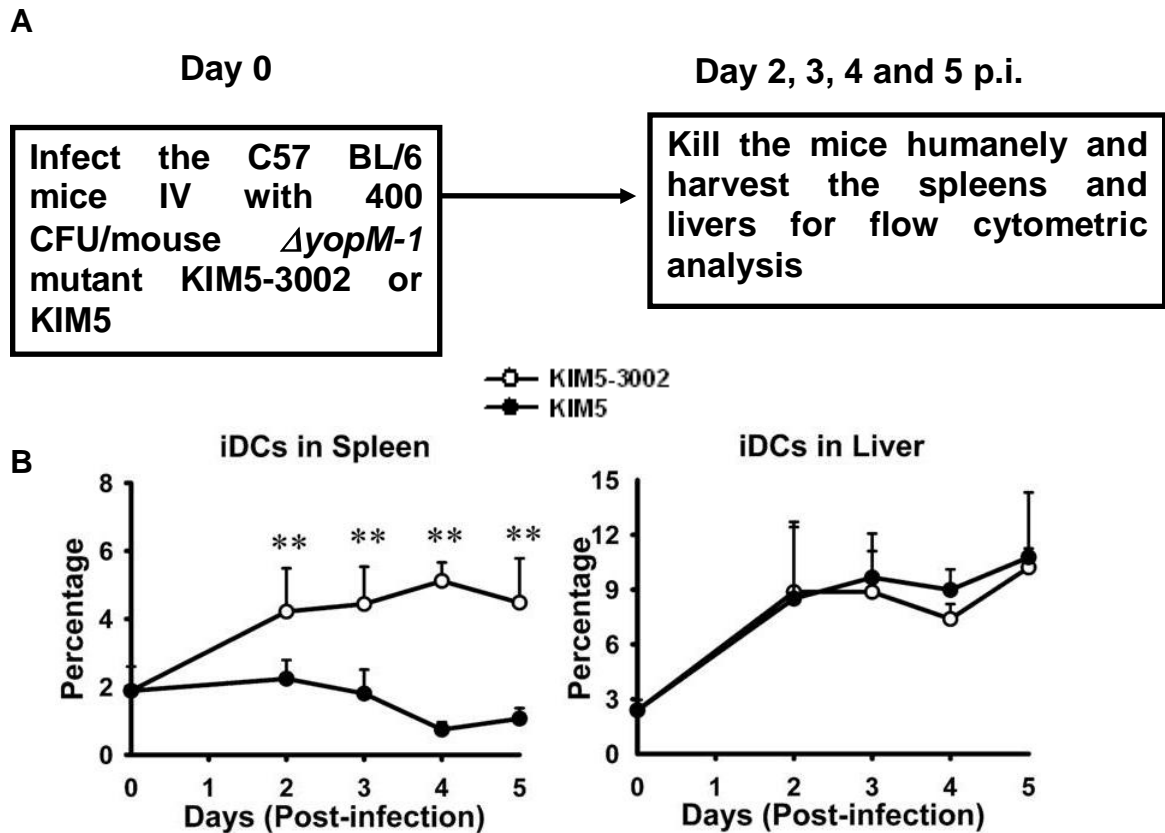 A
Day 0
Day 2, 3, 4 and 5 p.i.
Infect the C57 BL/6
mice IV with 400
CFU/mouse ΔyopM-1
mutant KIM5-3002 or
KIM5
Kill the mice humanely and
harvest the spleens and
livers for flow cytometric
analysis
KIM5-3002
KIM5
B
iDCs in Spleen
Percentage
8
6
4
2
0
** ** ** **
0 1 2 3 4 5
Days (Post-infection)
iDCs in Liver
Percentage
15
12
9
6
3
0
0 1 2 3 4 5
Days (Post-infection)